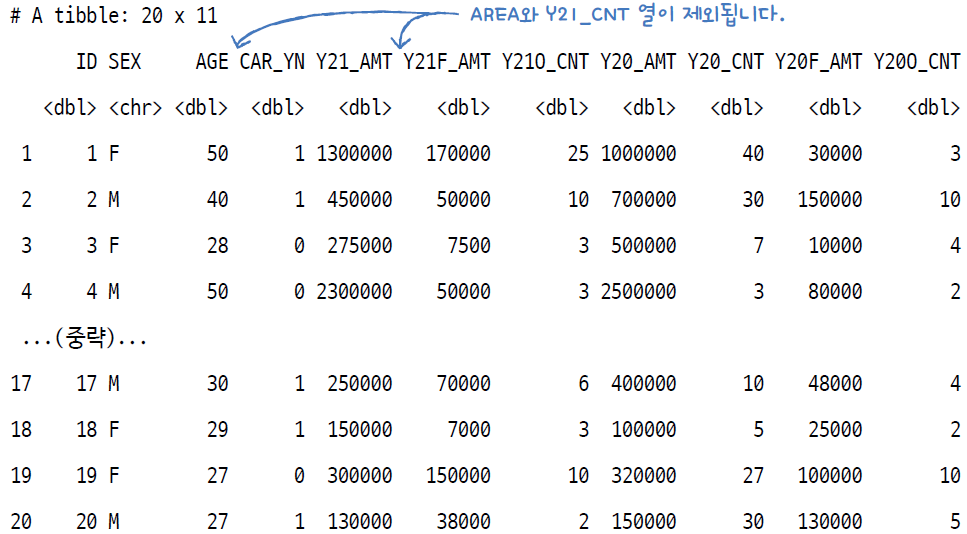 # A tibble: 20 x 11
AREA와 Y21_CNT 열이 제외됩니다.
ID SEX AGE CAR_YN Y21_AMT Y21F_AMT Y21O_CNT Y20_AMT Y20_CNT Y20F_AMT Y20O_CNT
<dbl> <chr> <dbl> <dbl> <dbl> <dbl> <dbl> <dbl> <dbl> <dbl> <dbl>
1 1 F 50 1 1300000 170000 25 1000000 40 30000 3
2 2 M 40 1 450000 50000 10 700000 30 150000 10
3 3 F 28 0 275000 7500 3 500000 7 10000 4
4 4 M 50 0 2300000 50000 3 2500000 3 80000 2
...(중략)...
17 17 M 30 1 250000 70000 6 400000 10 48000 4
18 18 F 29 1 150000 7000 3 100000 5 25000 2
19 19 F 27 0 300000 150000 10 320000 27 100000 10
20 20 M 27 1 130000 38000 2 150000 30 130000 5